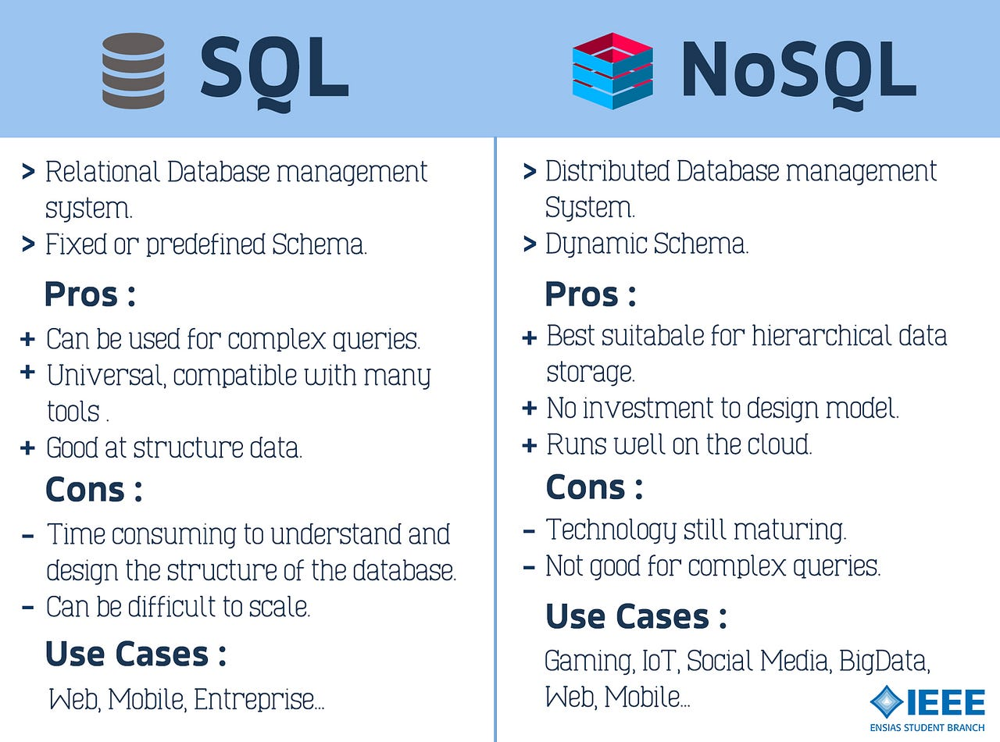 SQL
> Relational Database management
system.
> Fixed or predefined Schema.
Pros :
+ Can be used for complex queries.
+ Universal, compatible with many
tools .
+ Good at structure data.
Cons :
- Time consuming to understand and
design the structure of the database.
- Can be difficult to scale.
Use Cases :
Web, Mobile, Entreprise...
NoSQL
> Distributed Database management
System.
> Dynamic Schema.
Pros :
+ Best suitabale for hierarchical data
storage.
+ No investment to design model.
+ Runs well on the cloud.
Cons :
- Technology still maturing.
- Not good for complex queries.
Use Cases :
Gaming, IoT, Social Media, BigData,
Web, Mobile...
IEEE
ENSIAS STUDENT BRANCH